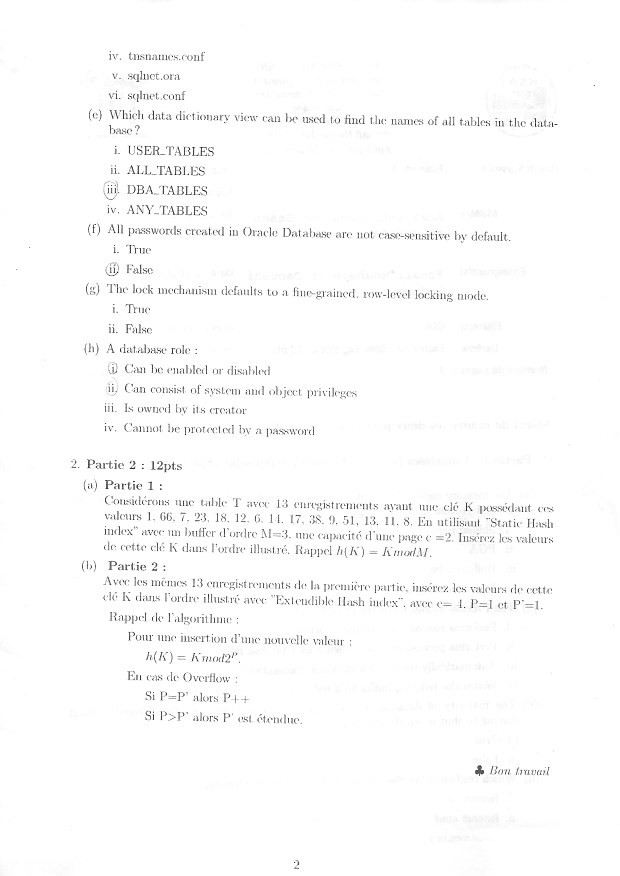 iv. tnsnames.conf
v. sqlnet.ora
vi. sqlnet.conf
(e) Which data dictionary view can be used to find the names of all tables in the data-
base ?
i. USER_TABLES
ii. ALL_TABLES
iii. DBA_TABLES
iv. ANY_TABLES
(f) All passwords created in Oracle Database are not case-sensitive by default.
i. True
ii. False
(g) The lock mechanism defaults to a fine-grained, row-level locking mode.
i. True
ii. False
(h) A database role :
i. Can be enabled or disabled
ii. Can consist of system and object privileges
iii. Is owned by its creator
iv. Cannot be protected by a password
2. Partie 2 : 12pts
(a) Partie 1 :
Considérons une table T avec 13 enregistrements ayant une clé K possédant ces
valeurs 1, 66, 7, 23, 18, 12, 6, 14, 17, 38, 9, 51, 13, 11, 8. En utilisant "Static Hash
index" avec un buffer d'ordre M=3, une capacité d'une page c =2. Insérez les valeurs
de cette clé K dans l'ordre illustré. Rappel h(K) = KmodM.
(b) Partie 2 :
Avec les mêmes 13 enregistrements de la première partie, insérez les valeurs de cette
clé K dans l'ordre illustré avec "Extendible Hash index", avec c= 4, P=1 et P'=1.
Rappel de l'algorithme :
Pour une insertion d'une nouvelle valeur :
h(K) = Kmod2^P.
En cas de Overflow :
Si P=P' alors P++
Si P>P' alors P' est étendue.
♣ Bon travail
2